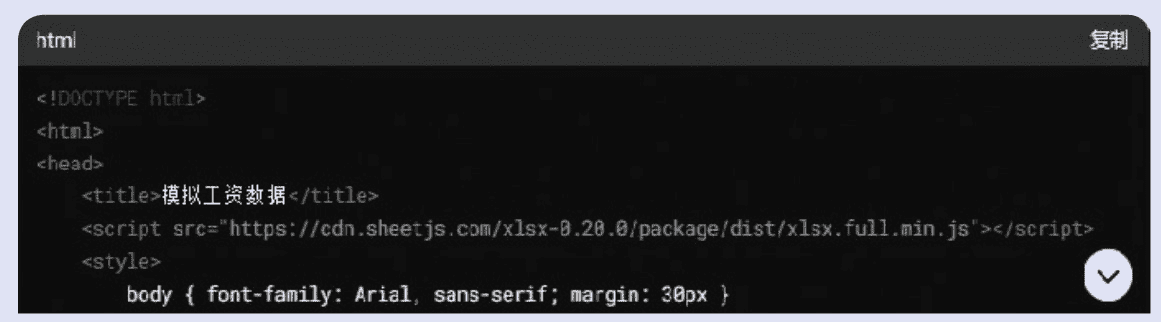 html
复制
<!DOCTYPE html>
<html>
<head>
<title>模拟工资数据</title>
<script src="https://cdn.sheetjs.com/xlsx-0.20.0/package/dist/xlsx.full.min.js"></script>
<style>
body { font-family: Arial, sans-serif; margin: 30px }